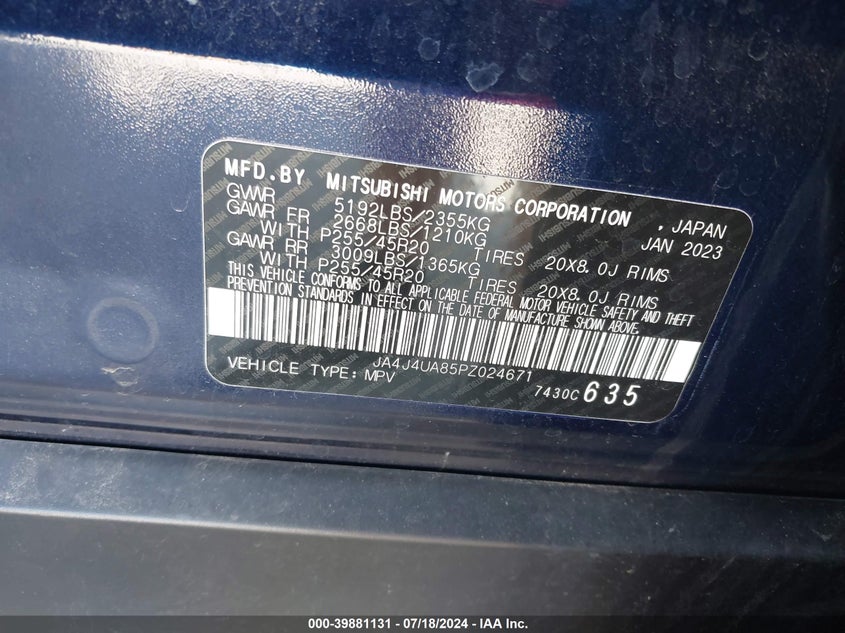 MFD.BY MITSUBISHI MOTORS CORPORATION , JAPAN
GVWR 5192LBS/2355KG JAN 2023
GAWR FR 2668LBS/1210KG
WITH P255/45R20 TIRES 20X8.0J RIMS
GAWR RR 3009LBS/1365KG
WITH P255/45R20 TIRES 20X8.0J RIMS
THIS VEHICLE CONFORMS TO ALL APPLICABLE FEDERAL MOTOR VEHICLE SAFETY AND THEFT
PREVENTION STANDARDS IN EFFECT ON THE DATE OF MANUFACTURE SHOWN ABOVE.
JA4J4UA85PZ024671
VEHICLE TYPE: MPV 7430C 635
000-39881131 / 07/18/2024 / IAA Inc.